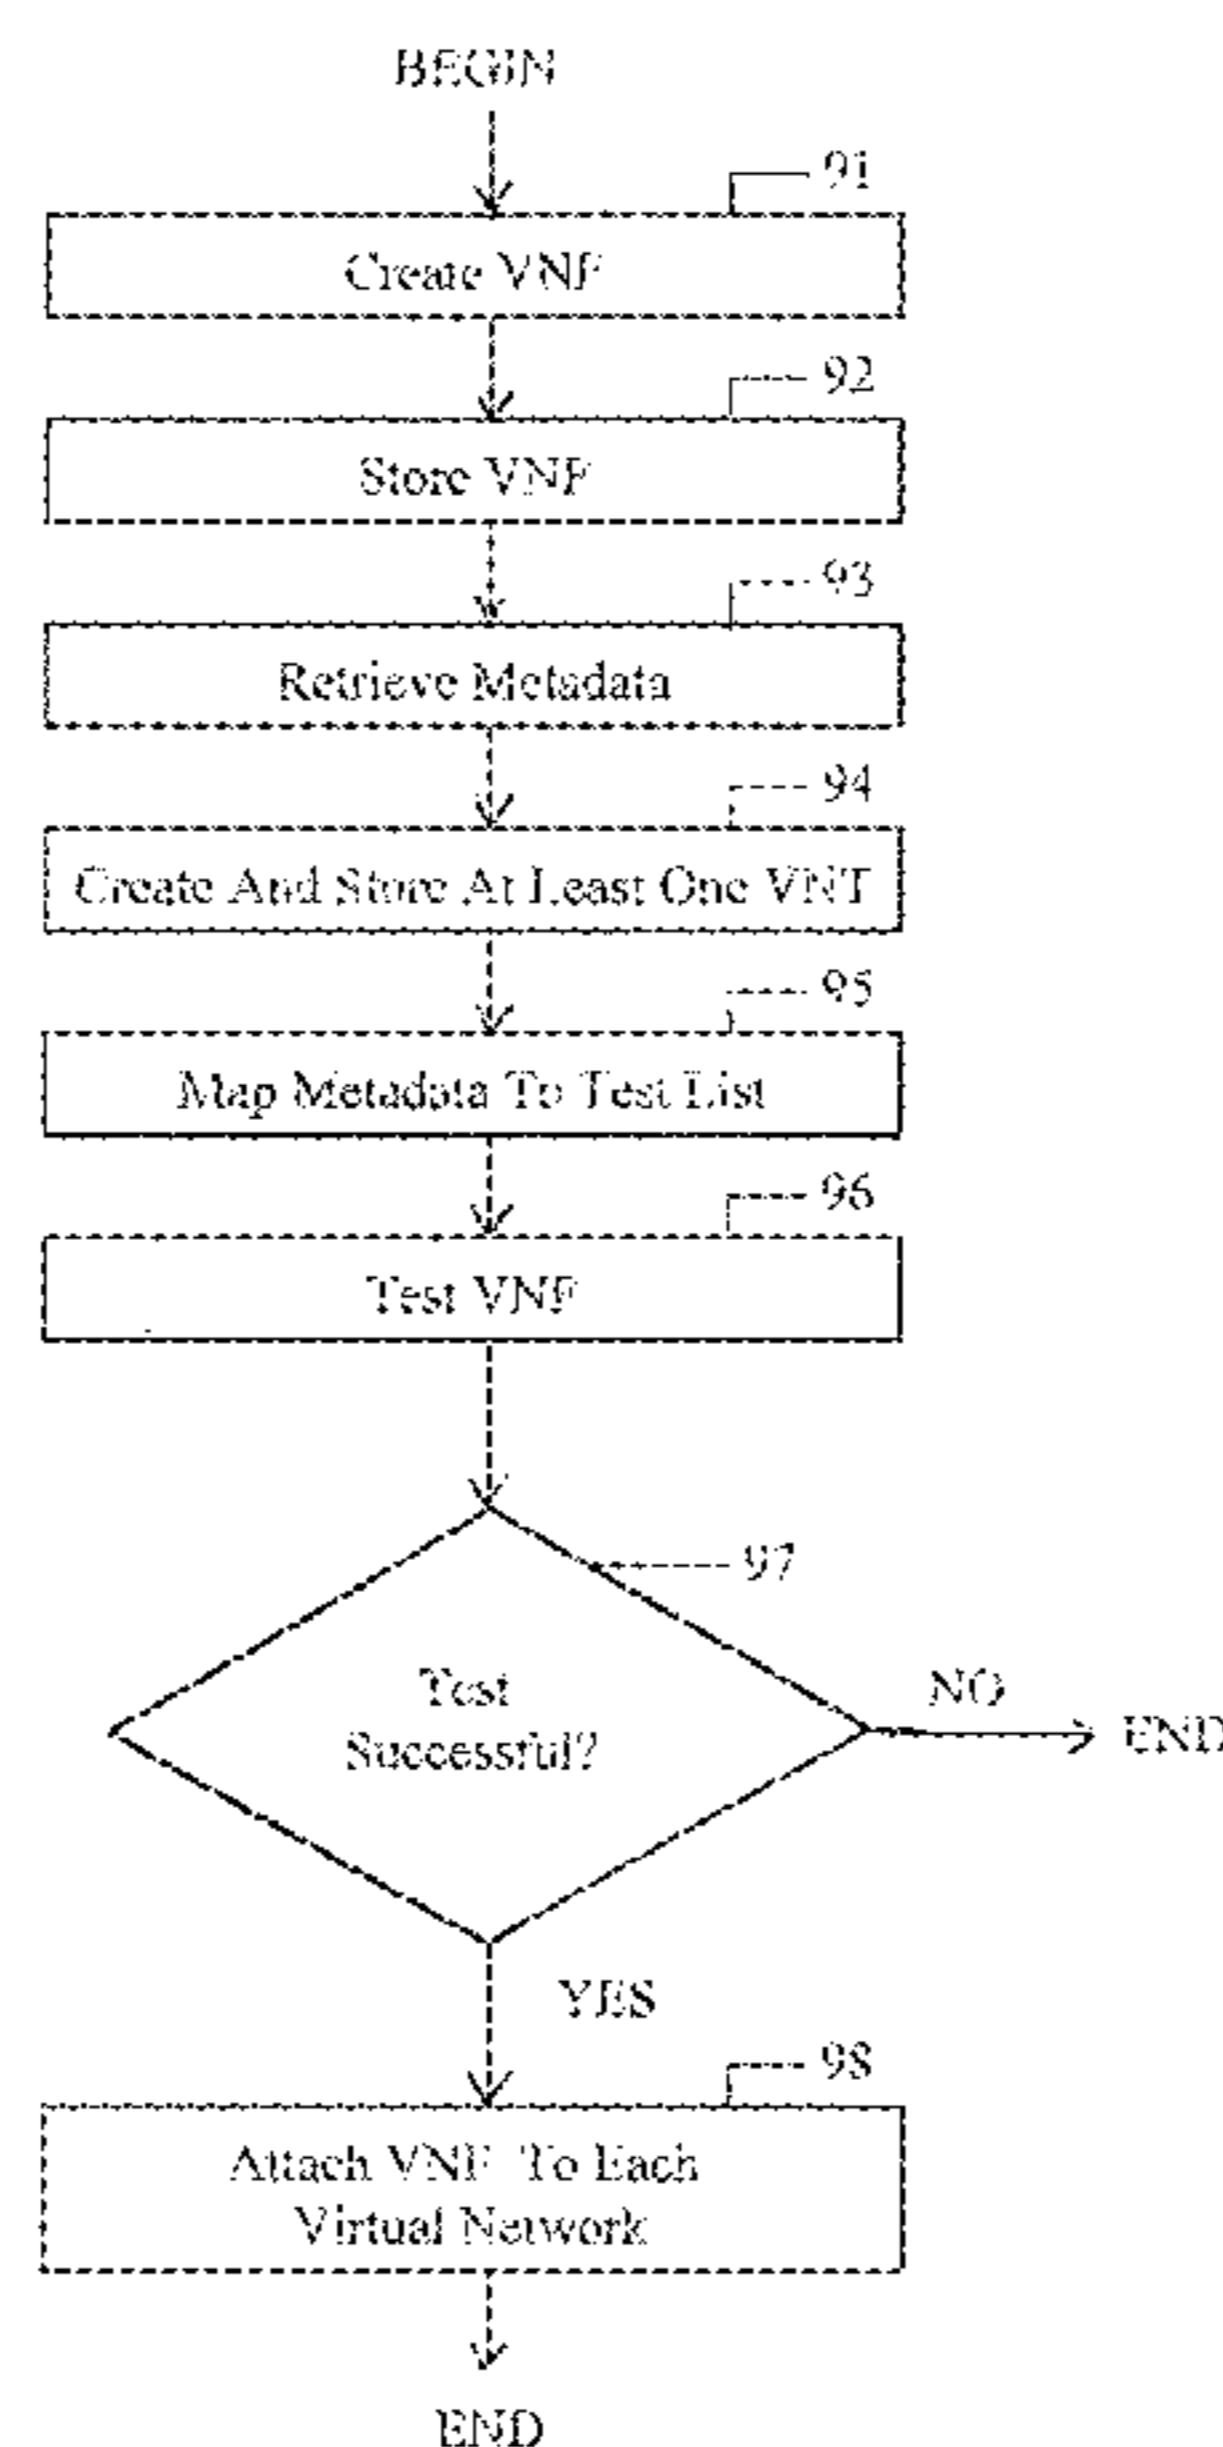 BEGIN
91
Create VNF
92
Store VNF
93
Retrieve Metadata
94
Create And Store At Least One VNT
95
Map Metadata To Test List
96
Test VNF
97
Test
Successful?
NO
END
YES
98
Attach VNF To Each
Virtual Network
END